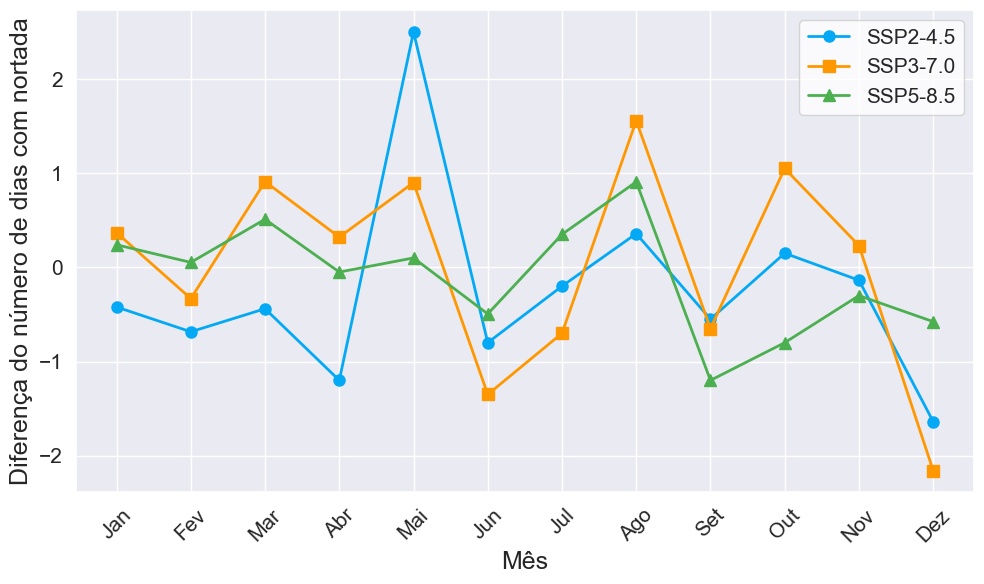 Diferença do número de dias com nortada
2
1
0
−1
−2
SSP2-4.5
SSP3-7.0
SSP5-8.5
Jan
Fev
Mar
Abr
Mai
Jun
Jul
Ago
Set
Out
Nov
Dez
Mês